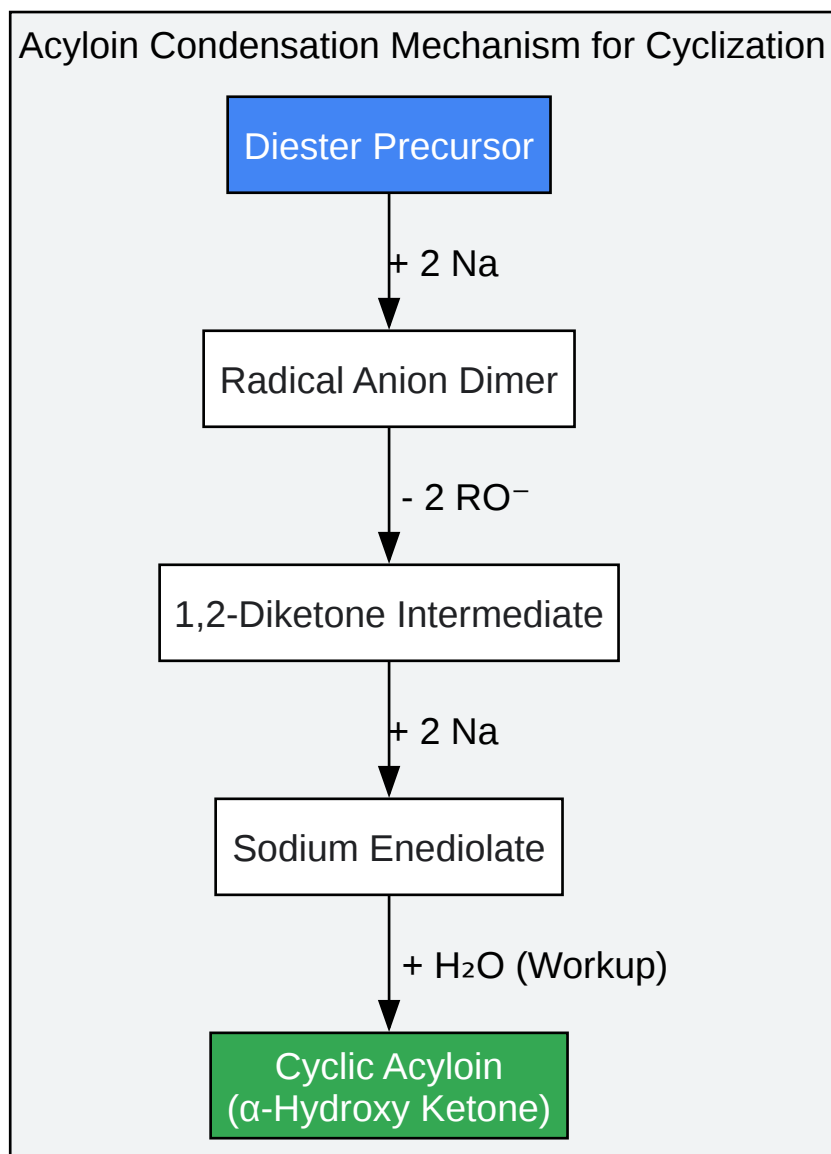 Acyloin Condensation Mechanism for Cyclization
Diester Precursor
+ 2 Na
Radical Anion Dimer
- 2 RO⁻
1,2-Diketone Intermediate
+ 2 Na
Sodium Enediolate
+ H₂O (Workup)
Cyclic Acyloin
(α-Hydroxy Ketone)